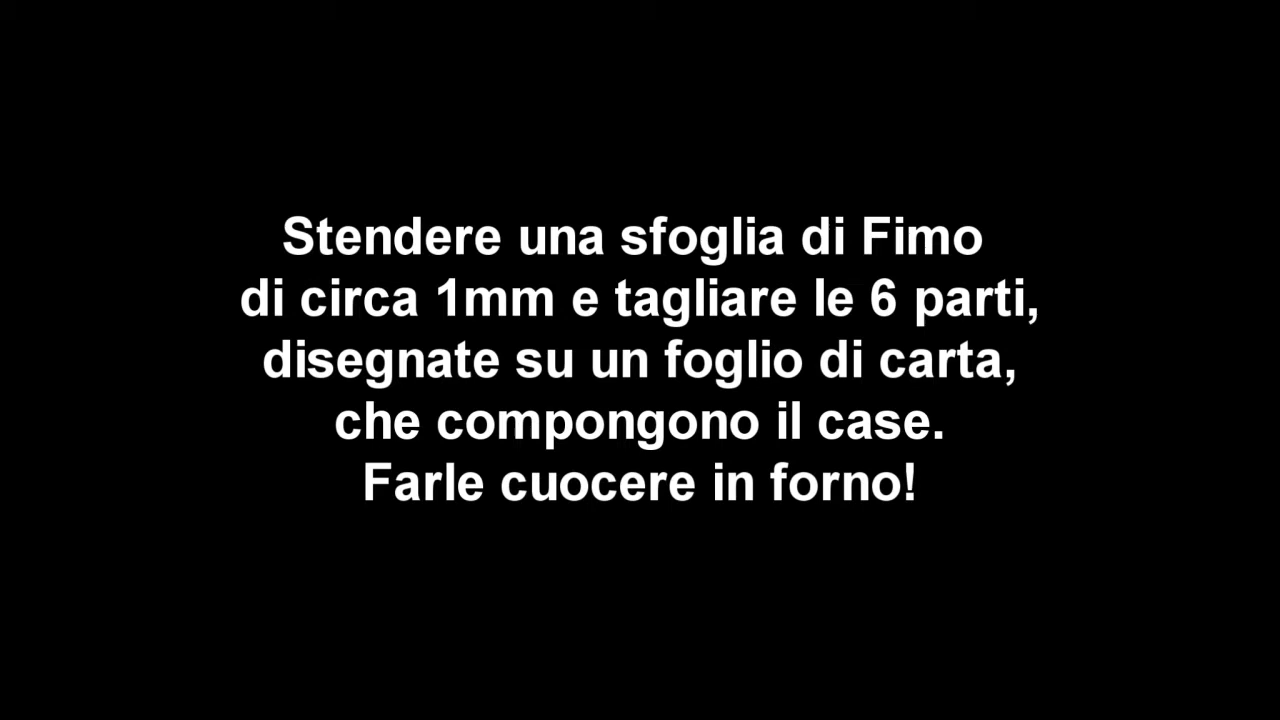 Stendere una sfoglia di Fimo
di circa 1mm e tagliare le 6 parti,
disegnate su un foglio di carta,
che compongono il case.
Farle cuocere in forno!